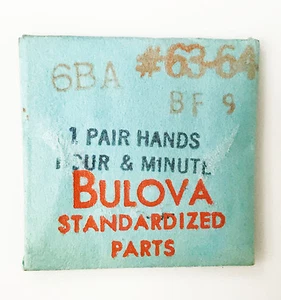 6BA #63-64
BF 9
1 PAIR HANDS
HOUR & MINUTE
BULOVA
STANDARDIZED
PARTS